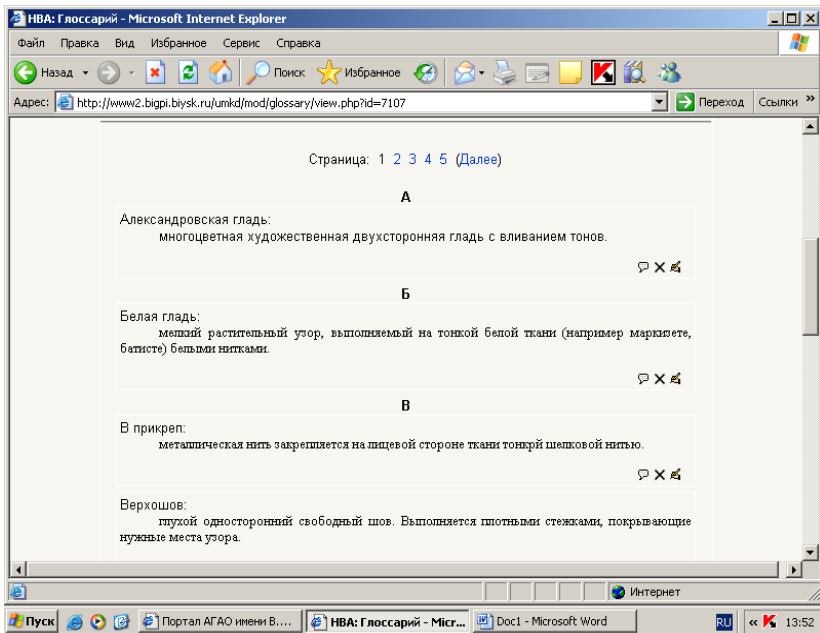 НВА: Глоссарий - Microsoft Internet Explorer
Файл Правка Вид Избранное Сервис Справка
Назад Поиск Избранное
Адрес: http://www2.bigpi.biysk.ru/umkd/mod/glossary/view.php?id=7107 Переход Ссылки »
Страница: 1 2 3 4 5 (Далее)
А
Александровская гладь:
многоцветная художественная двухсторонняя гладь с вливанием тонов.
Б
Белая гладь:
мелкий растительный узор, выполняемый на тонкой белой ткани (например маркизете,
батисте) белыми нитками.
В
В прикреп:
металлическая нить закрепляется на лицевой стороне ткани тонкрй шелковой нитью.
Верхошов:
глухой односторонний свободный шов. Выполняется плотными стежками, покрывающие
нужные места узора.
Интернет
Пуск Портал АГАО имени В.... НВА: Глоссарий - Micr... Doc1 - Microsoft Word RU « 13:52